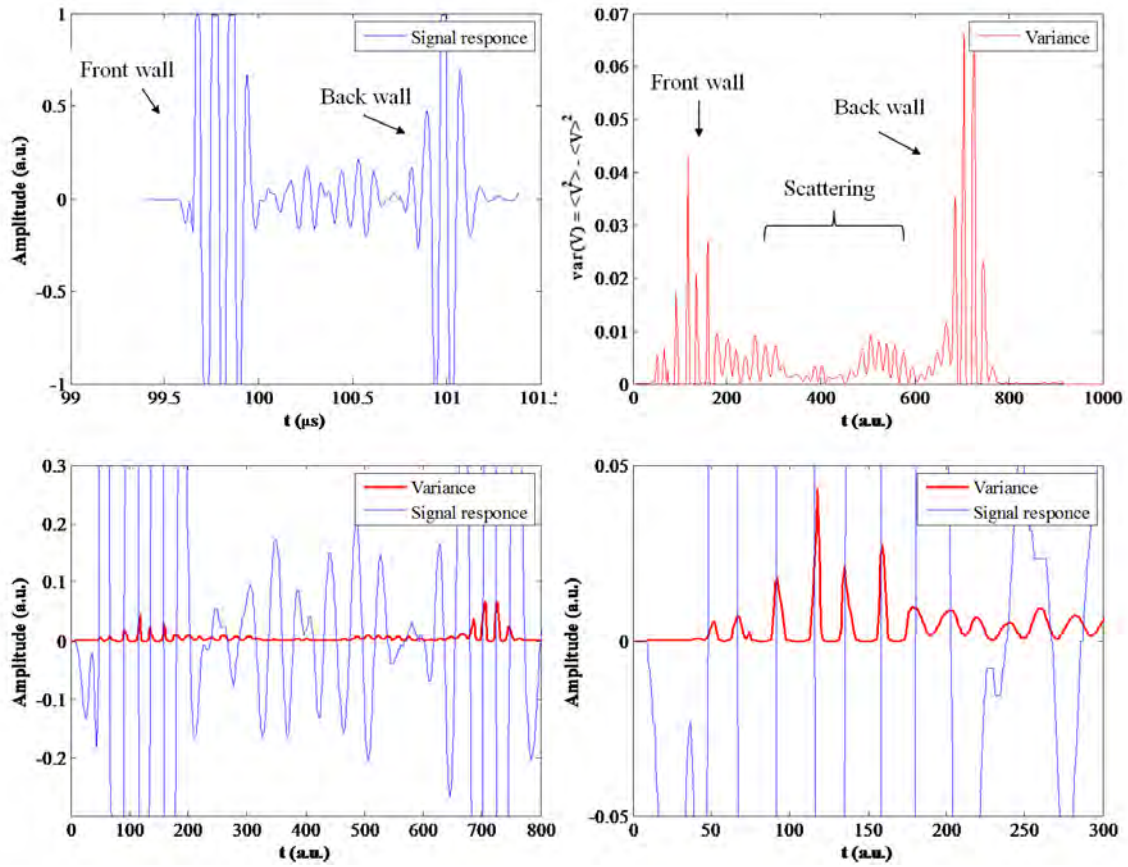 1
0.5
0
-0.5
-1
99
99.5
100
100.5
101
t (μs)
Amplitude (a.u.)
Signal responce
Front wall
Back wall
0.07
0.06
0.05
0.04
0.03
0.02
0.01
0
0
200
400
600
800
1000
t (a.u.)
var(V) = <V²> - <V>²
Variance
Front wall
Back wall
Scattering
0.3
0.2
0.1
0
-0.1
-0.2
0
100
200
300
400
500
600
700
800
t (a.u.)
Amplitude (a.u.)
Variance
Signal responce
0.05
0
-0.05
0
50
100
150
200
250
300
t (a.u.)
Amplitude (a.u.)
Variance
Signal responce